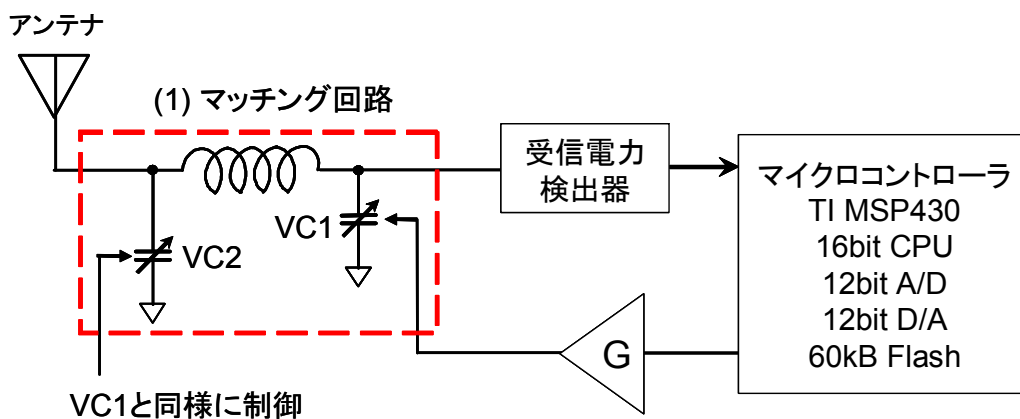 アンテナ
(1) マッチング回路
受信電力
検出器
マイクロコントローラ
TI MSP430
16bit CPU
12bit A/D
12bit D/A
60kB Flash
VC1
VC2
G
VC1と同様に制御